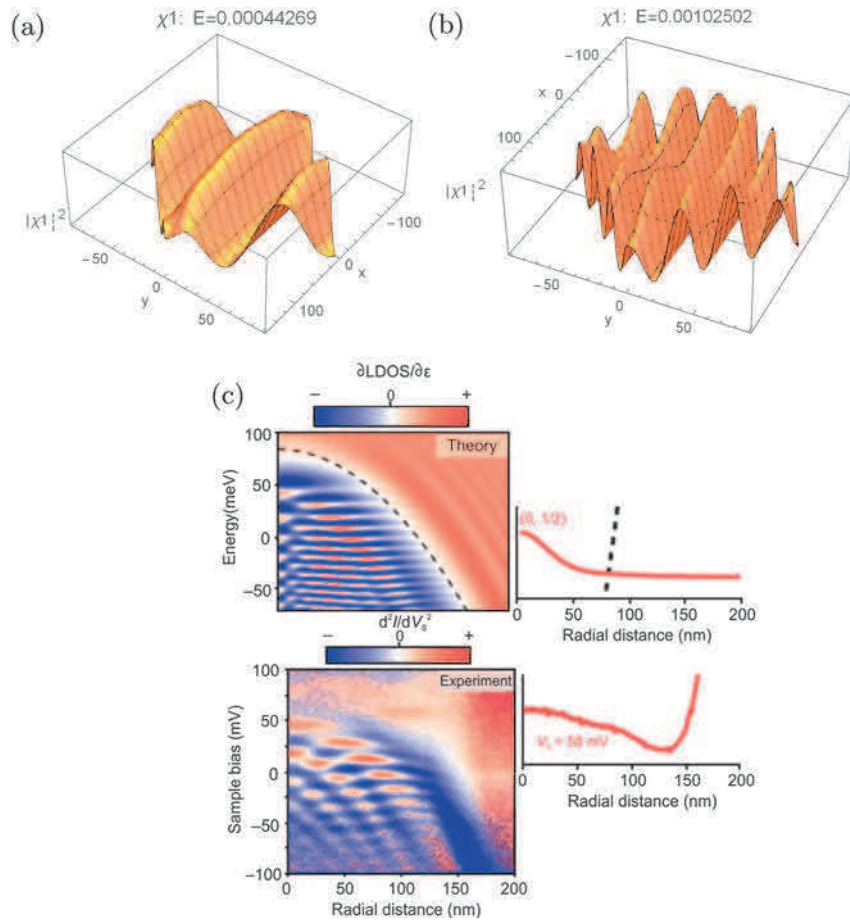 (a)
χ1: E=0.00044269
|χ1¦²
-50
0
50
y
100
0
-100
x
(b)
χ1: E=0.00102502
-100
0
100
x
|χ1¦²
-50
0
50
y
(c)
∂LDOS/∂ε
− 0 +
Theory
Energy(meV)
100
50
0
−50
(0, 1/2)
0 50 100 150 200
Radial distance (nm)
d²I/dVs²
− 0 +
Experiment
Sample bias (mV)
100
50
0
−50
−100
0 50 100 150 200
Radial distance (nm)
0 50 100 150 200
Radial distance (nm)